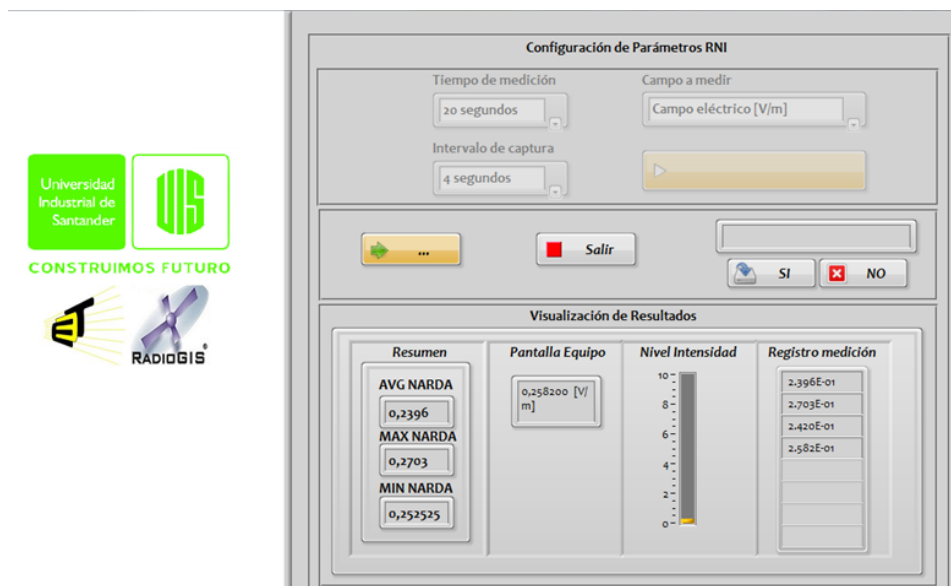 Configuración de Parámetros RNI
Tiempo de medición
Campo a medir
20 segundos
Campo eléctrico [V/m]
Intervalo de captura
4 segundos
Universidad
Industrial de
Santander
UIS
CONSTRUIMOS FUTURO
RADIOGIS®
...
Salir
SI
NO
Visualización de Resultados
Resumen
AVG NARDA
0,2396
MAX NARDA
0,2703
MIN NARDA
0,252525
Pantalla Equipo
0,258200 [V/
m]
Nivel Intensidad
10
8
6
4
2
0
Registro medición
2.396E-01
2.703E-01
2.420E-01
2.582E-01